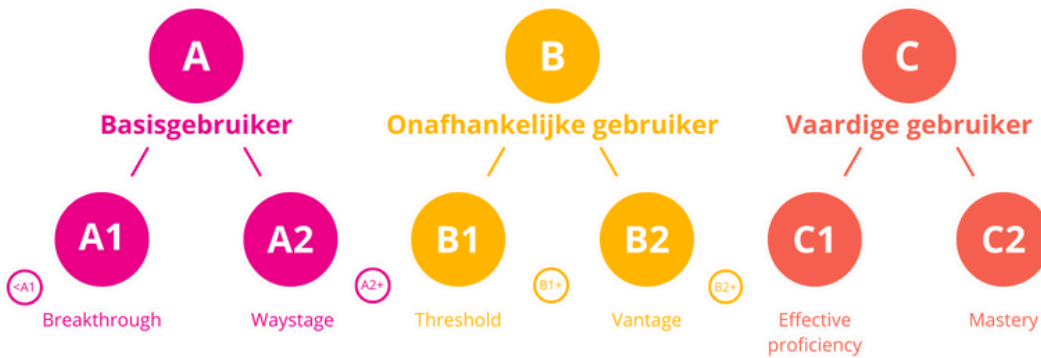 A
B
C
Basisgebruiker
Onafhankelijke gebruiker
Vaardige gebruiker
A1
A2
B1
B2
C1
C2
<A1
A2+
B1+
B2+
Breakthrough
Waystage
Threshold
Vantage
Effective
proficiency
Mastery